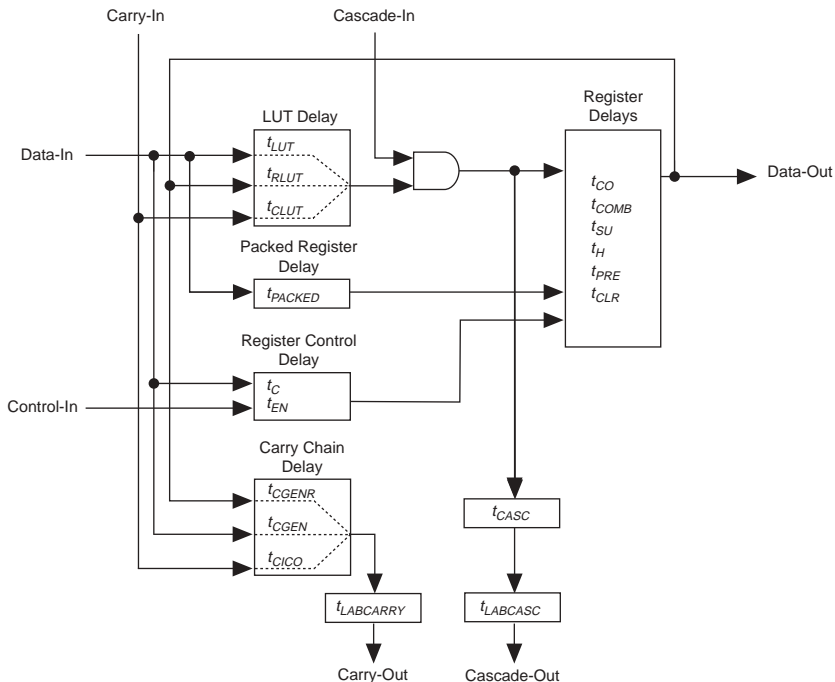 Carry-In
Cascade-In
LUT Delay
Register
Delays
Data-In
tLUT
tRLUT
tCLUT
tCO
tCOMB
tSU
tH
tPRE
tCLR
Data-Out
Packed Register
Delay
tPACKED
Register Control
Delay
tC
tEN
Control-In
Carry Chain
Delay
tCGENR
tCGEN
tCICO
tCASC
tLABCARRY
tLABCASC
Carry-Out
Cascade-Out